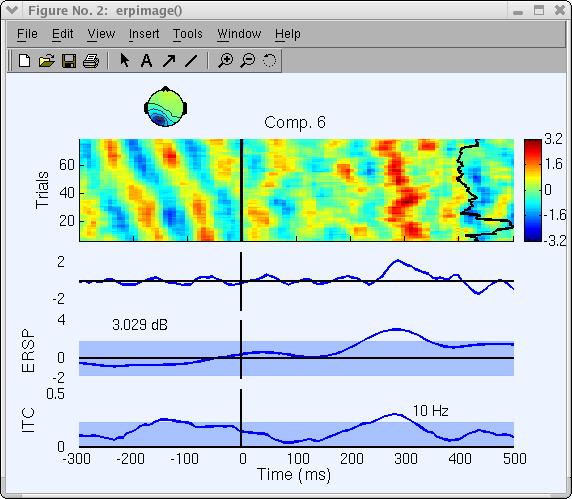 Figure No. 2: erpimage()
File Edit View Insert Tools Window Help
Comp. 6
Trials
60
40
20
3.2
1.6
0
-1.6
-3.2
2
-2
ERSP
4
0
-2
3.029 dB
ITC
0.5
0
10 Hz
-300 -200 -100 0 100 200 300 400 500
Time (ms)